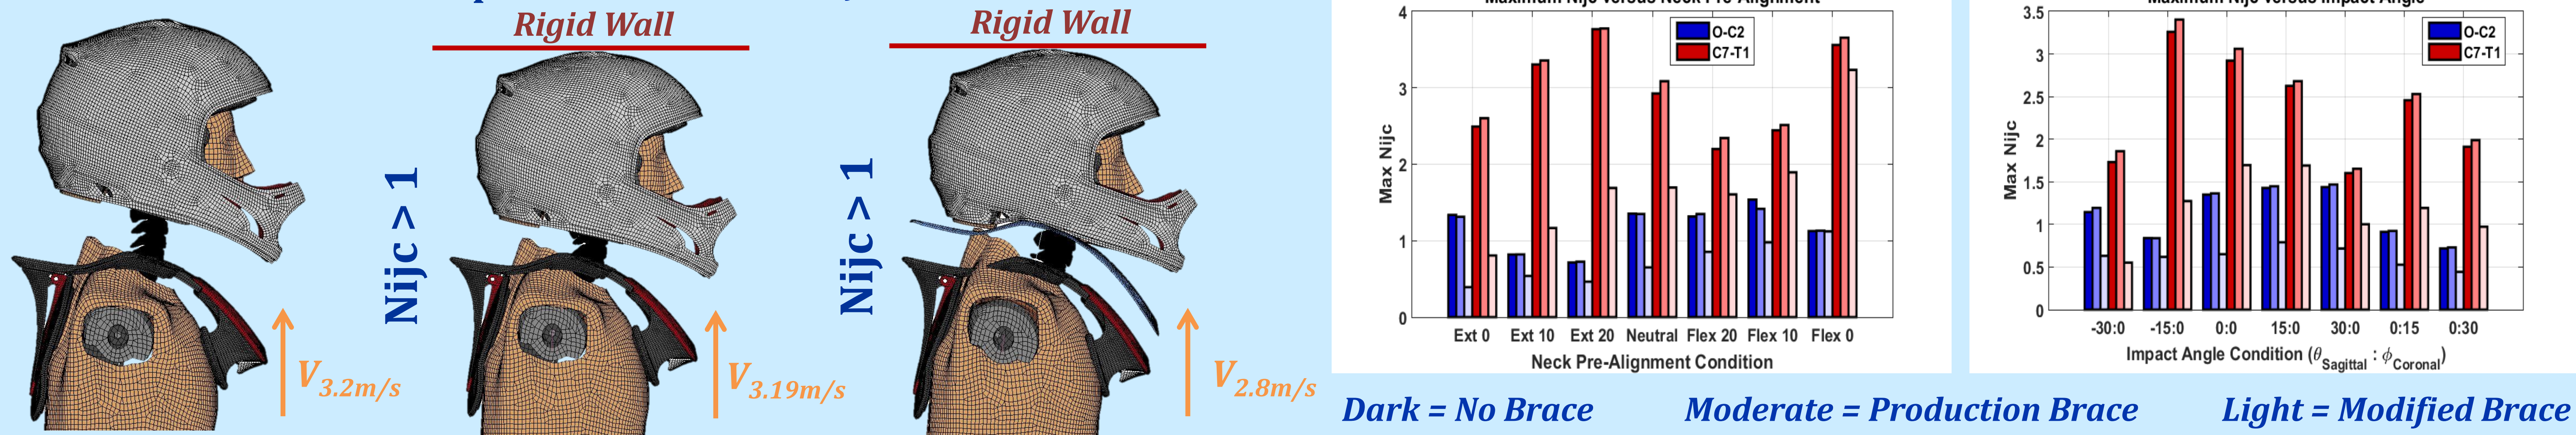 Rigid Wall
Rigid Wall
Nijc > 1
Nijc > 1
V3.2m/s
V3.19m/s
V2.8m/s
Maximum Nijc versus Neck Pre-Alignment
O-C2
C7-T1
Max Nijc
4
3
2
1
0
Ext 0 Ext 10 Ext 20 Neutral Flex 20 Flex 10 Flex 0
Neck Pre-Alignment Condition
Maximum Nijc versus Impact Angle
O-C2
C7-T1
Max Nijc
3.5
3
2.5
2
1.5
1
0.5
0
-30:0 -15:0 0:0 15:0 30:0 0:15 0:30
Impact Angle Condition (θSagittal : ϕCoronal)
Dark = No Brace Moderate = Production Brace Light = Modified Brace